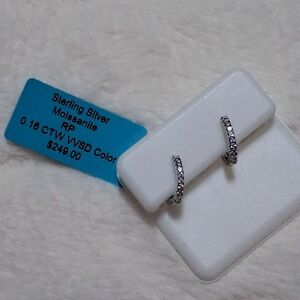 Sterling Silver
Moissanite
RP
0.16 CTW VVSD Color
$249.00